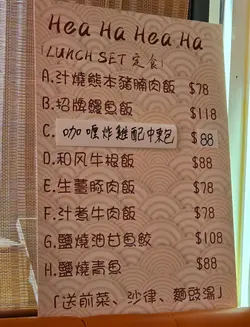 Hea Ha Hea Ha
(LUNCH SET 定食)
A.汁燒熊本豬腩肉飯 $78
B.招牌鰻魚飯 $118
C.咖喱炸雞配中菜包 $88
D.和风牛根飯 $88
E.生薑豚肉飯 $78
F.汁煮牛肉飯 $78
G.鹽燒油甘魚飯 $108
H.鹽燒青魚 $88
「送前菜、沙律、麵豉湯」